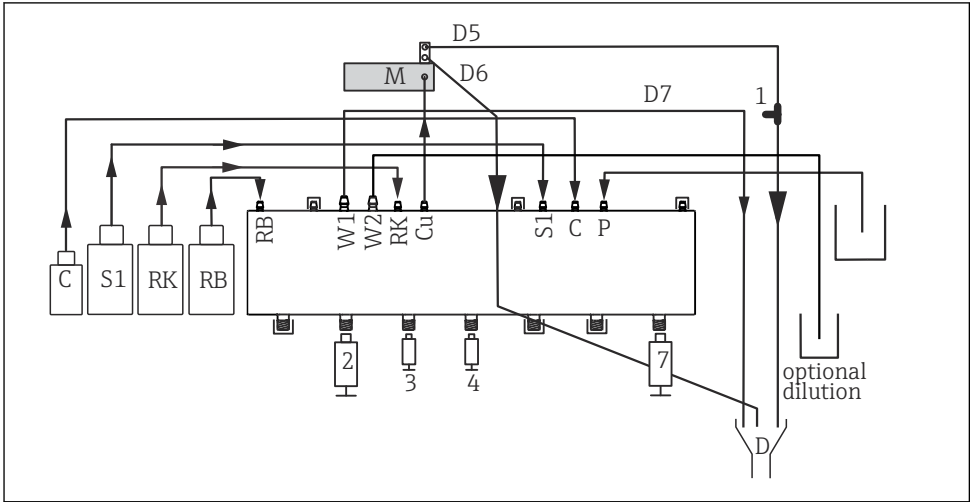 D5
M
D6
D7
1
RB
W1
W2
RK
Cu
S1
C
P
C
S1
RK
RB
2
3
4
7
optional
dilution
D